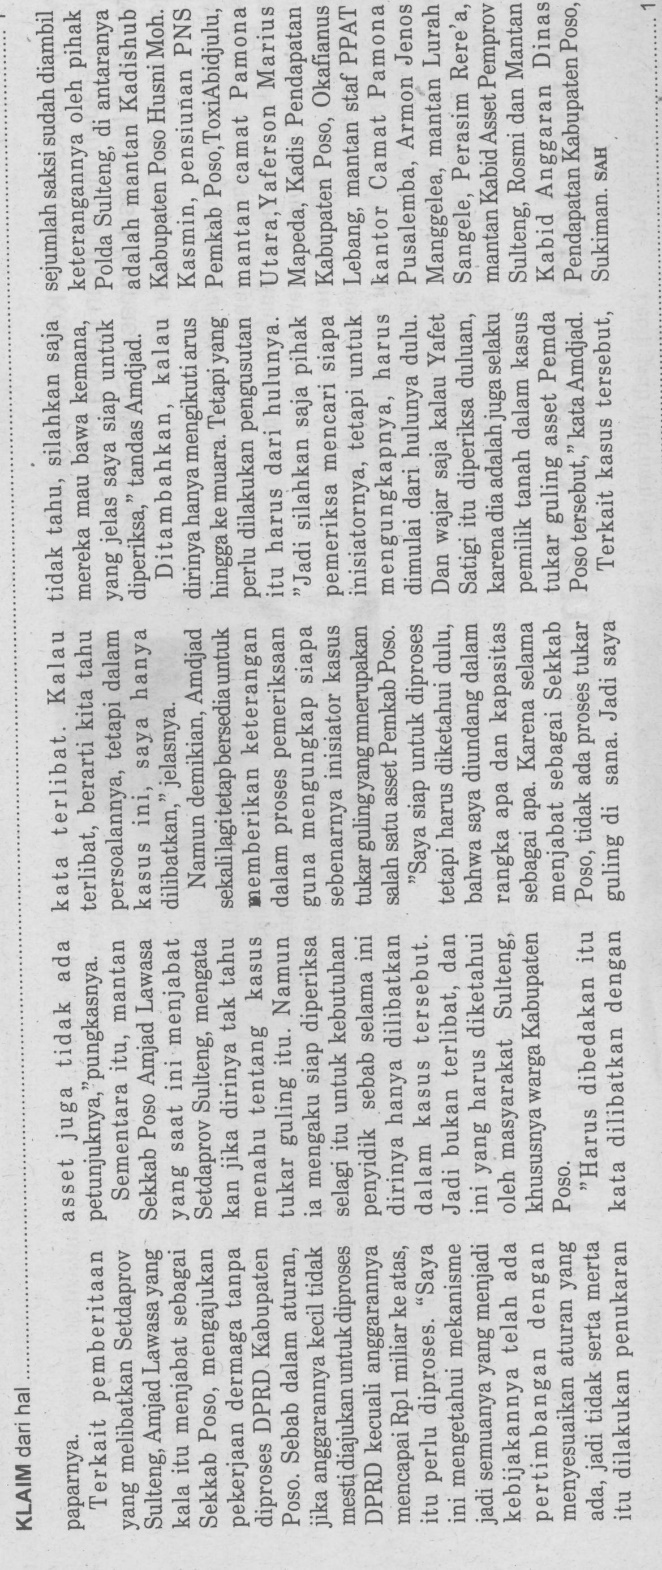 KLAIM dari hal
paparnya.
Terkait pemberitaan
yang melibatkan Setdaprov
Sulteng, Amjad Lawasa yang
kala itu menjabat sebagai
Sekkab Poso, mengajukan
pekerjaan dermaga tanpa
diproses DPRD Kabupaten
Poso. Sebab dalam aturan,
jika anggarannya kecil tidak
mesti diajukan untuk diproses
DPRD kecuali anggarannya
mencapai Rp1 miliar ke atas,
itu perlu diproses. “Saya
ini mengetahui mekanisme
jadi semuanya yang menjadi
kebijakannya telah ada
pertimbangan dengan
menyesuaikan aturan yang
ada, jadi tidak serta merta
itu dilakukan penukaran
asset juga tidak ada
petunjuknya,”pungkasnya.
Sementara itu, mantan
Sekkab Poso Amjad Lawasa
yang saat ini menjabat
Setdaprov Sulteng, mengata
kan jika dirinya tak tahu
menahu tentang kasus
tukar guling itu. Namun
ia mengaku siap diperiksa
selagi itu untuk kebutuhan
penyidik sebab selama ini
dirinya hanya dilibatkan
dalam kasus tersebut.
Jadi bukan terlibat, dan
ini yang harus diketahui
oleh masyarakat Sulteng,
khususnya warga Kabupaten
Poso.
”Harus dibedakan itu
kata dilibatkan dengan
kata terlibat. Kalau
terlibat, berarti kita tahu
persoalannya, tetapi dalam
kasus ini, saya hanya
dilibatkan,” jelasnya.
Namun demikian, Amdjad
sekali lagi tetap bersedia untuk
memberikan keterangan
dalam proses pemeriksaan
guna mengungkap siapa
sebenarnya inisiator kasus
tukar guling yang mnerupakan
salah satu asset Pemkab Poso.
”Saya siap untuk diproses
tetapi harus diketahui dulu,
bahwa saya diundang dalam
rangka apa dan kapasitas
sebagai apa. Karena selama
menjabat sebagai Sekkab
Poso, tidak ada proses tukar
guling di sana. Jadi saya
tidak tahu, silahkan saja
mereka mau bawa kemana,
yang jelas saya siap untuk
diperiksa,” tandas Amdjad.
Ditambahkan, kalau
dirinya hanya mengikuti arus
hingga ke muara. Tetapi yang
perlu dilakukan pengusutan
itu harus dari hulunya.
”Jadi silahkan saja pihak
pemeriksa mencari siapa
inisiatornya, tetapi untuk
mengungkapnya, harus
dimulai dari hulunya dulu.
Dan wajar saja kalau Yafet
Satigi itu diperiksa duluan,
karena dia adalah juga selaku
pemilik tanah dalam kasus
tukar guling asset Pemda
Poso tersebut,” kata Amdjad.
Terkait kasus tersebut,
sejumlah saksi sudah diambil
keterangannya oleh pihak
Polda Sulteng, di antaranya
adalah mantan Kadishub
Kabupaten Poso Husni Moh.
Kasmin, pensiunan PNS
Pemkab Poso,ToxiAbidjulu,
mantan camat Pamona
Utara,Yaferson Marius
Mapeda, Kadis Pendapatan
Kabupaten Poso, Okafianus
Lebang, mantan staf PPAT
kantor Camat Pamona
Pusalemba, Armon Jenos
Manggelea, mantan Lurah
Sangele, Perasim Rere’a,
mantan Kabid Asset Pemprov
Sulteng, Rosmi dan Mantan
Kabid Anggaran Dinas
Pendapatan Kabupaten Poso,
Sukiman. SAH